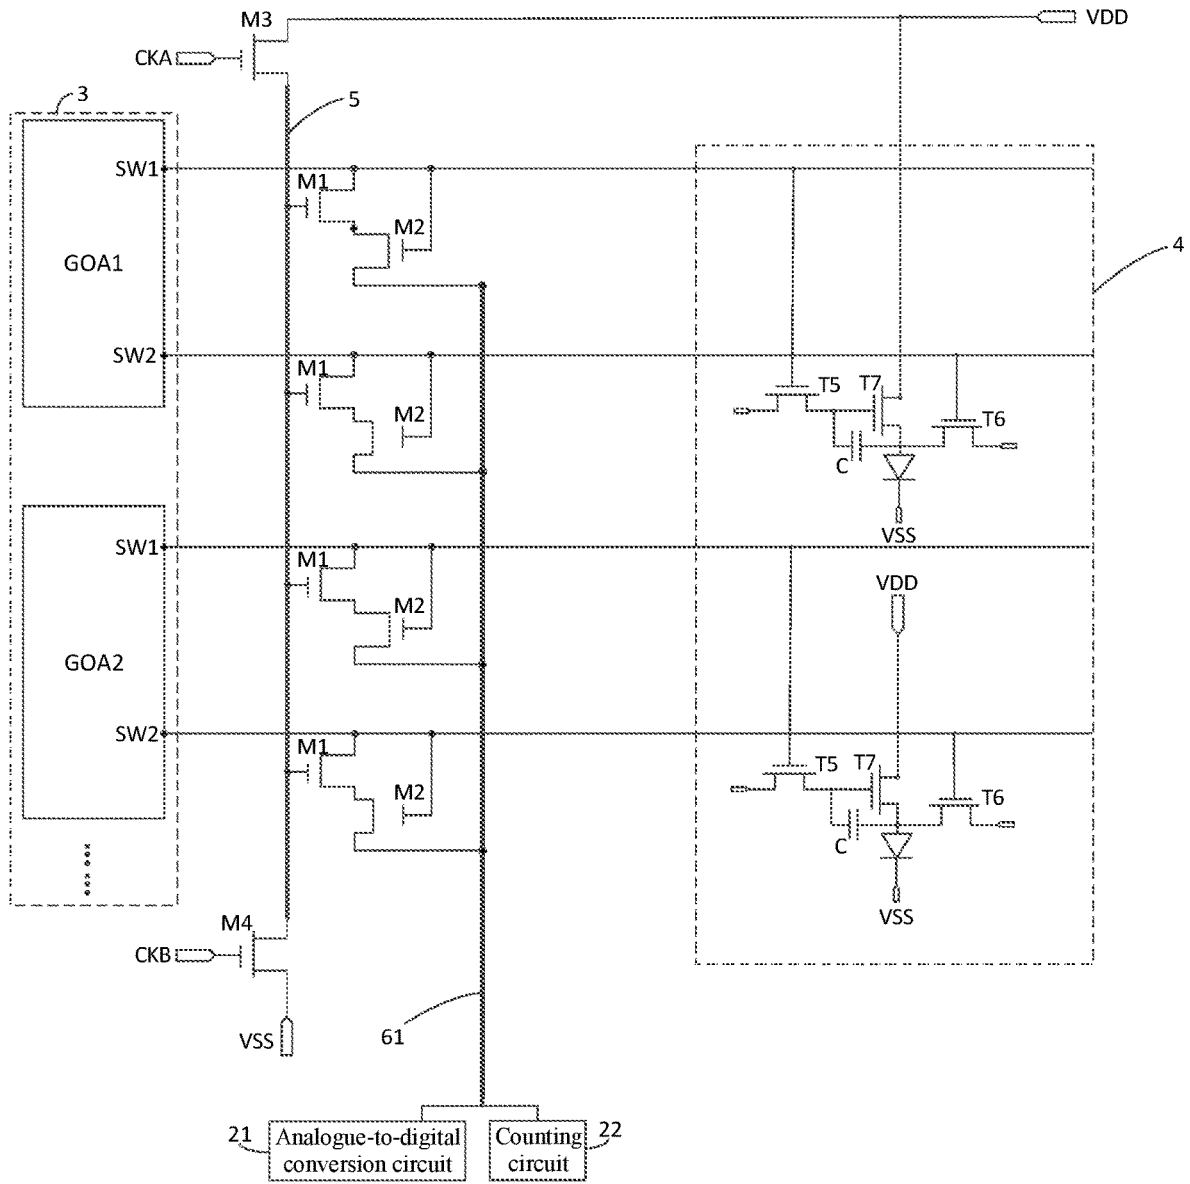 M3
VDD
CKA
3
5
SW1
M1
M2
GOA1
4
SW2
M1
M2
T5
T7
T6
C
VSS
SW1
M1
M2
VDD
GOA2
SW2
M1
M2
T5
T7
T6
C
VSS
M4
CKB
VSS
61
21
Analogue-to-digital
conversion circuit
Counting
circuit
22